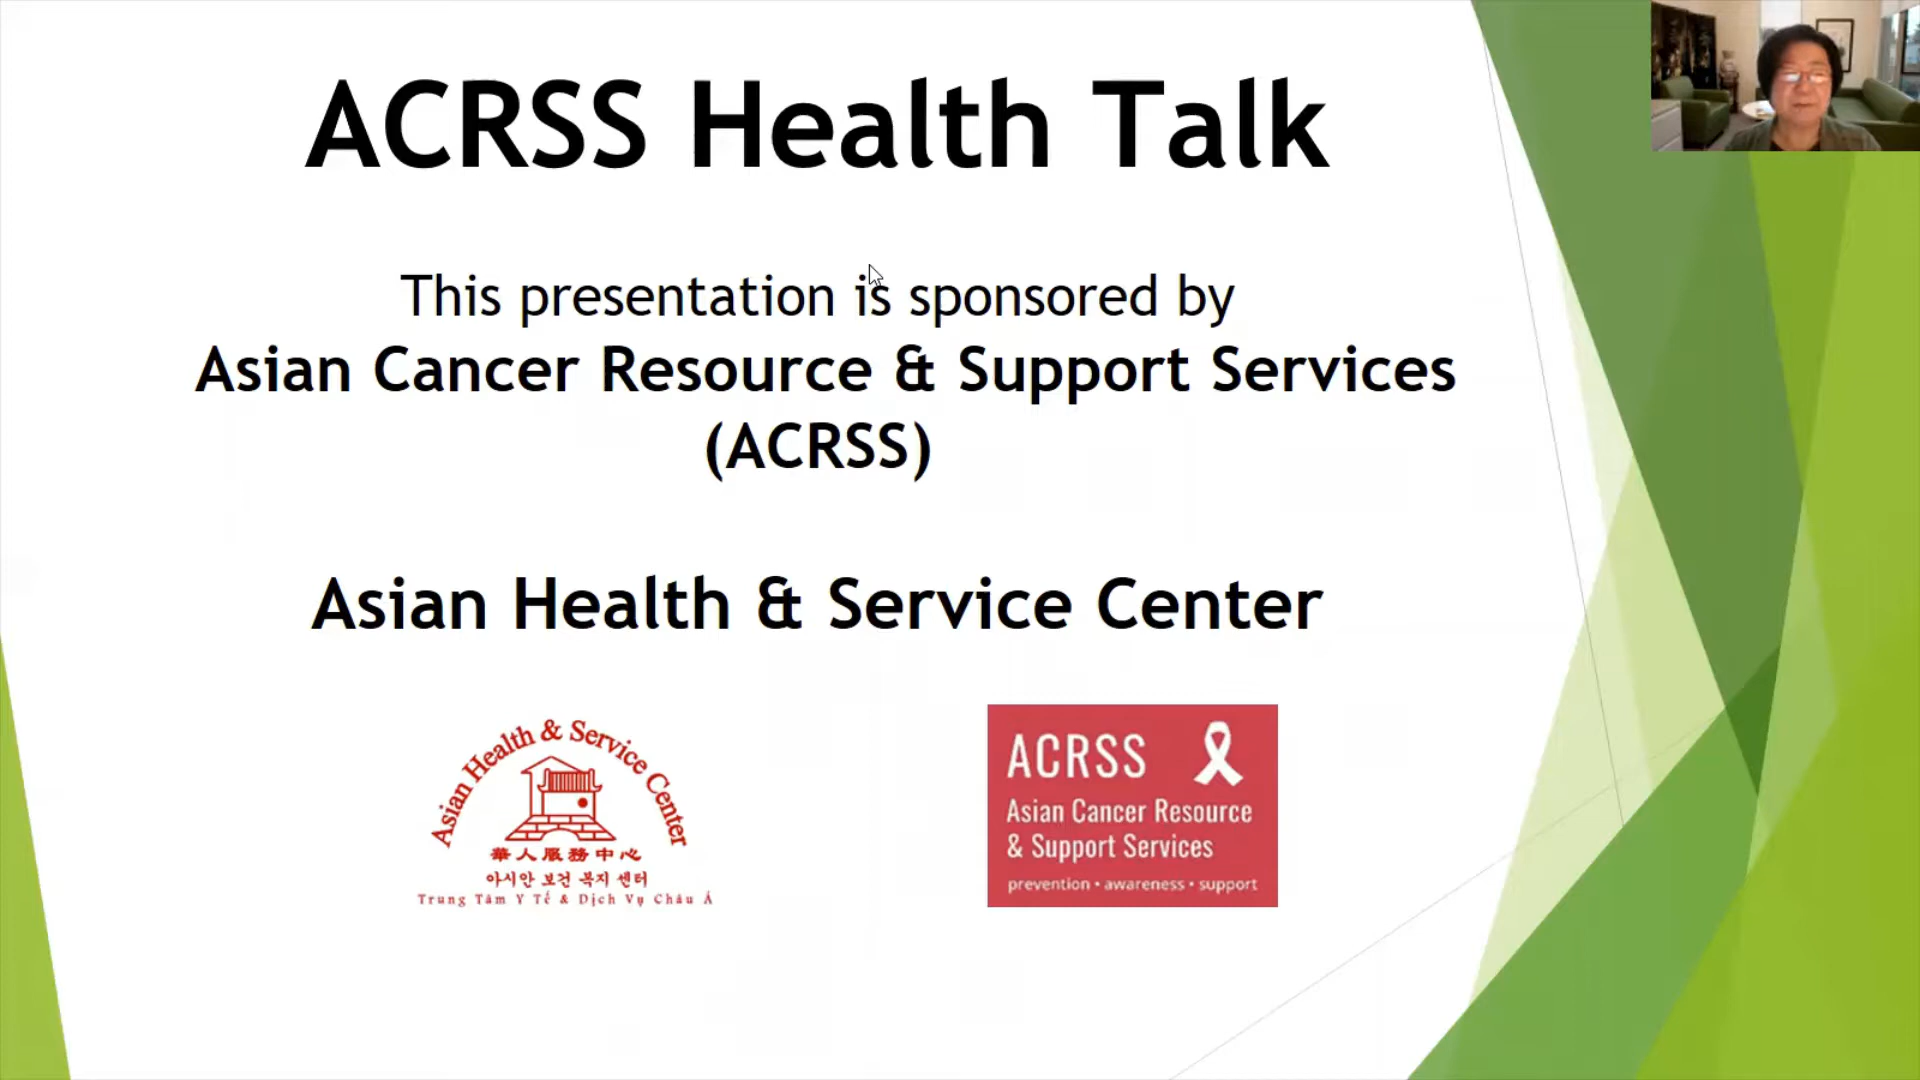 ACRSS Health Talk
This presentation is sponsored by
Asian Cancer Resource & Support Services
(ACRSS)
Asian Health & Service Center
Asian Health & Service Center
華人服務中心
아시안 보건 복지 센터
Trung Tâm Y Tế & Dịch Vụ Châu Á
ACRSS
Asian Cancer Resource
& Support Services
prevention • awareness • support